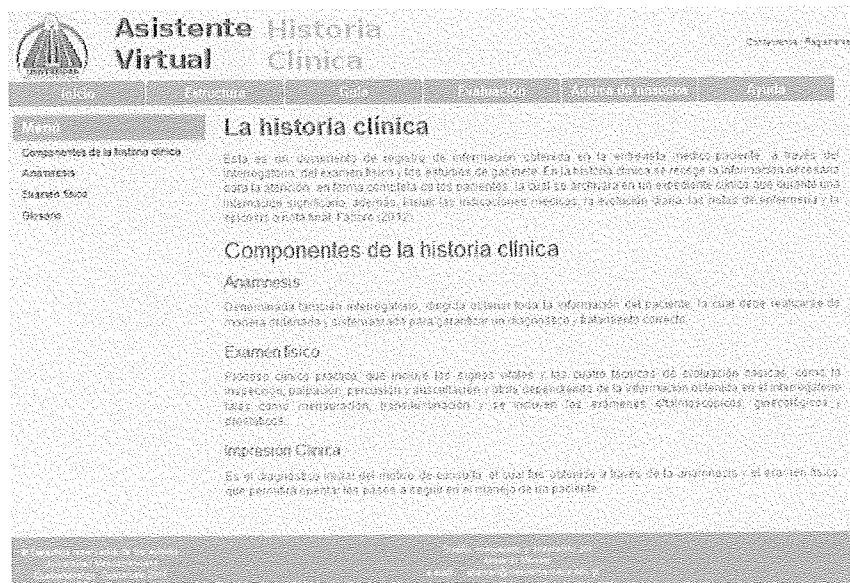 Asistente Historia
Virtual Clínica
UNIVERSIDAD
Inicio Estructura Guía Evaluación Acerca de nosotros Ayuda
Menú
Componentes de la historia clínica
Anamnesis
Examen físico
Glosario
La historia clínica
Esta es un documento de registro de información obtenida en la entrevista médico-paciente, a través del
interrogatorio, del examen físico y los estudios de gabinete. En la historia clínica se recoge la información necesaria
para la atención, en forma completa de los pacientes, la cual se archivara en un expediente clínico que durante una
internación significario, además, incluir las indicaciones médicas, la evolución diaria, las notas de enfermería y la
epicrisis o nota final. (2012)
Componentes de la historia clínica
Anamnesis
Denominada también interrogatorio, dirigida obtener toda la información del paciente, la cual debe realizarse de
manera ordenada y sistematizada para garantizar un diagnóstico y tratamiento correcto.
Examen físico
Proceso clínico práctico, que incluye los signos vitales y las cuatro técnicas de evaluación básicas, como la
inspección, palpación, percusión y auscultación y otras dependiendo de la información obtenida en el interrogatorio
tales como mensuración, transiluminación y se incluyen los exámenes oftalmoscópicos, ginecológicos y
prostáticos.
Impresión Clínica
Es el diagnóstico inicial del motivo de consulta, el cual fue obtenido a través de la anamnesis y el examen físico,
que permitirá orientar los pasos a seguir en el manejo de un paciente.